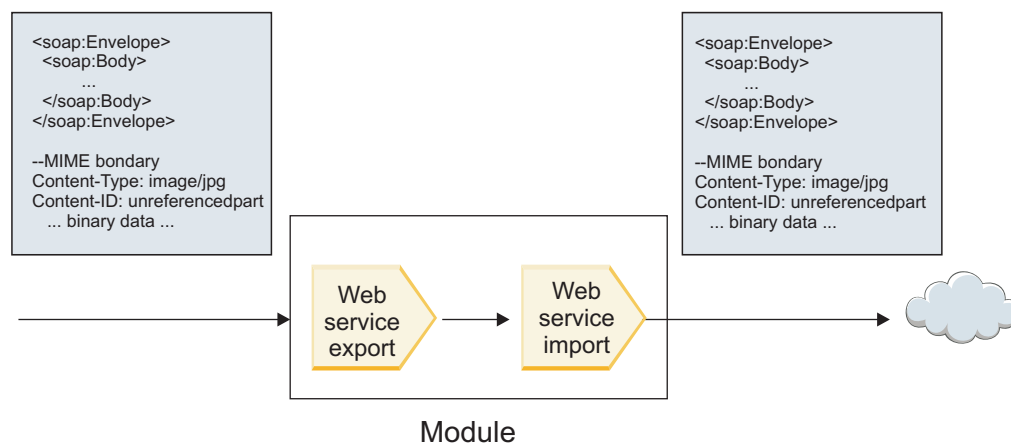 <soap:Envelope>
<soap:Body>
...
</soap:Body>
</soap:Envelope>
--MIME bondary
Content-Type: image/jpg
Content-ID: unreferencedpart
... binary data ...
<soap:Envelope>
<soap:Body>
...
</soap:Body>
</soap:Envelope>
--MIME bondary
Content-Type: image/jpg
Content-ID: unreferencedpart
... binary data ...
Web
service
export
Web
service
import
Module